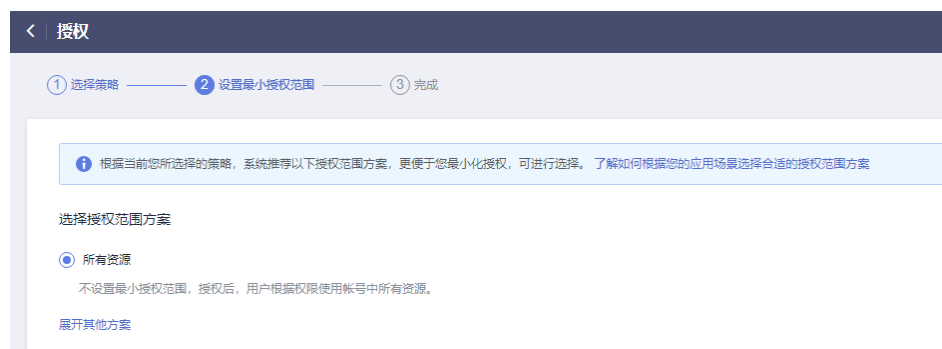 授权
1 选择策略 2 设置最小授权范围 3 完成
根据当前您所选择的策略，系统推荐以下授权范围方案，更便于您最小化授权，可进行选择。 了解如何根据您的应用场景选择合适的授权范围方案
选择授权范围方案
所有资源
不设置最小授权范围，授权后，用户根据权限使用帐号中所有资源。
展开其他方案